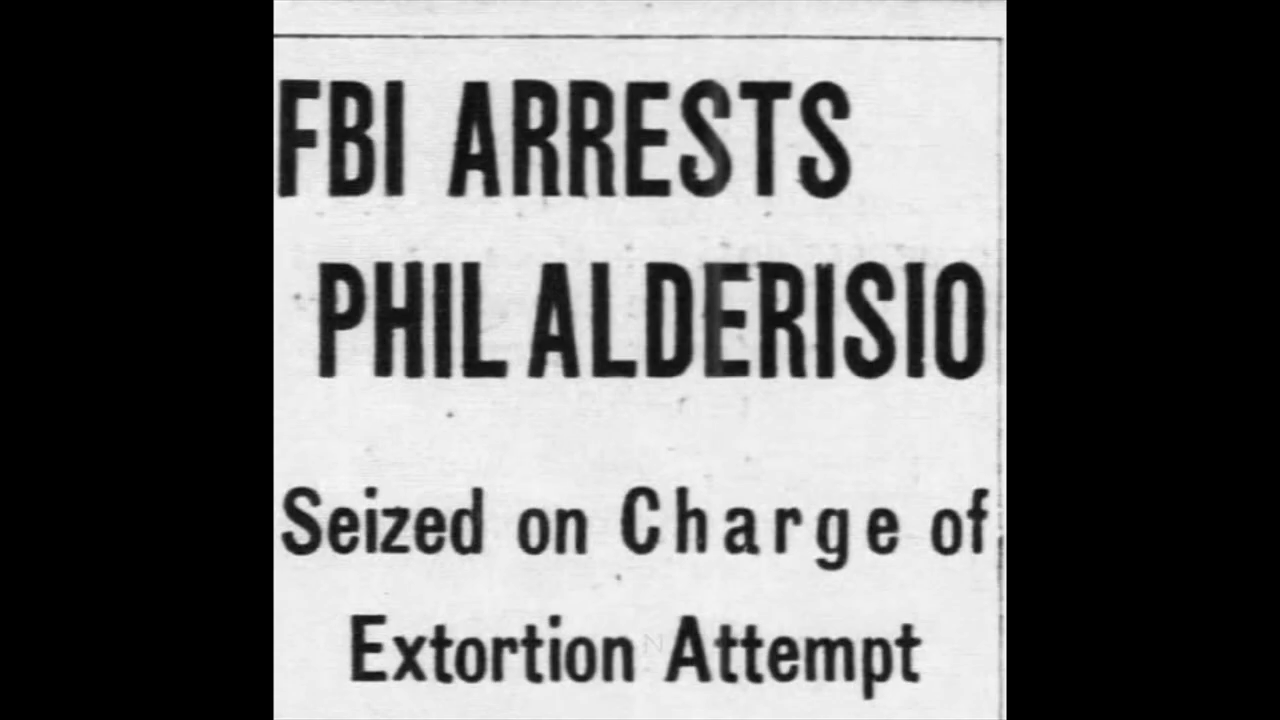 FBI ARRESTS
PHIL ALDERISIO
Seized on Charge of
Extortion Attempt